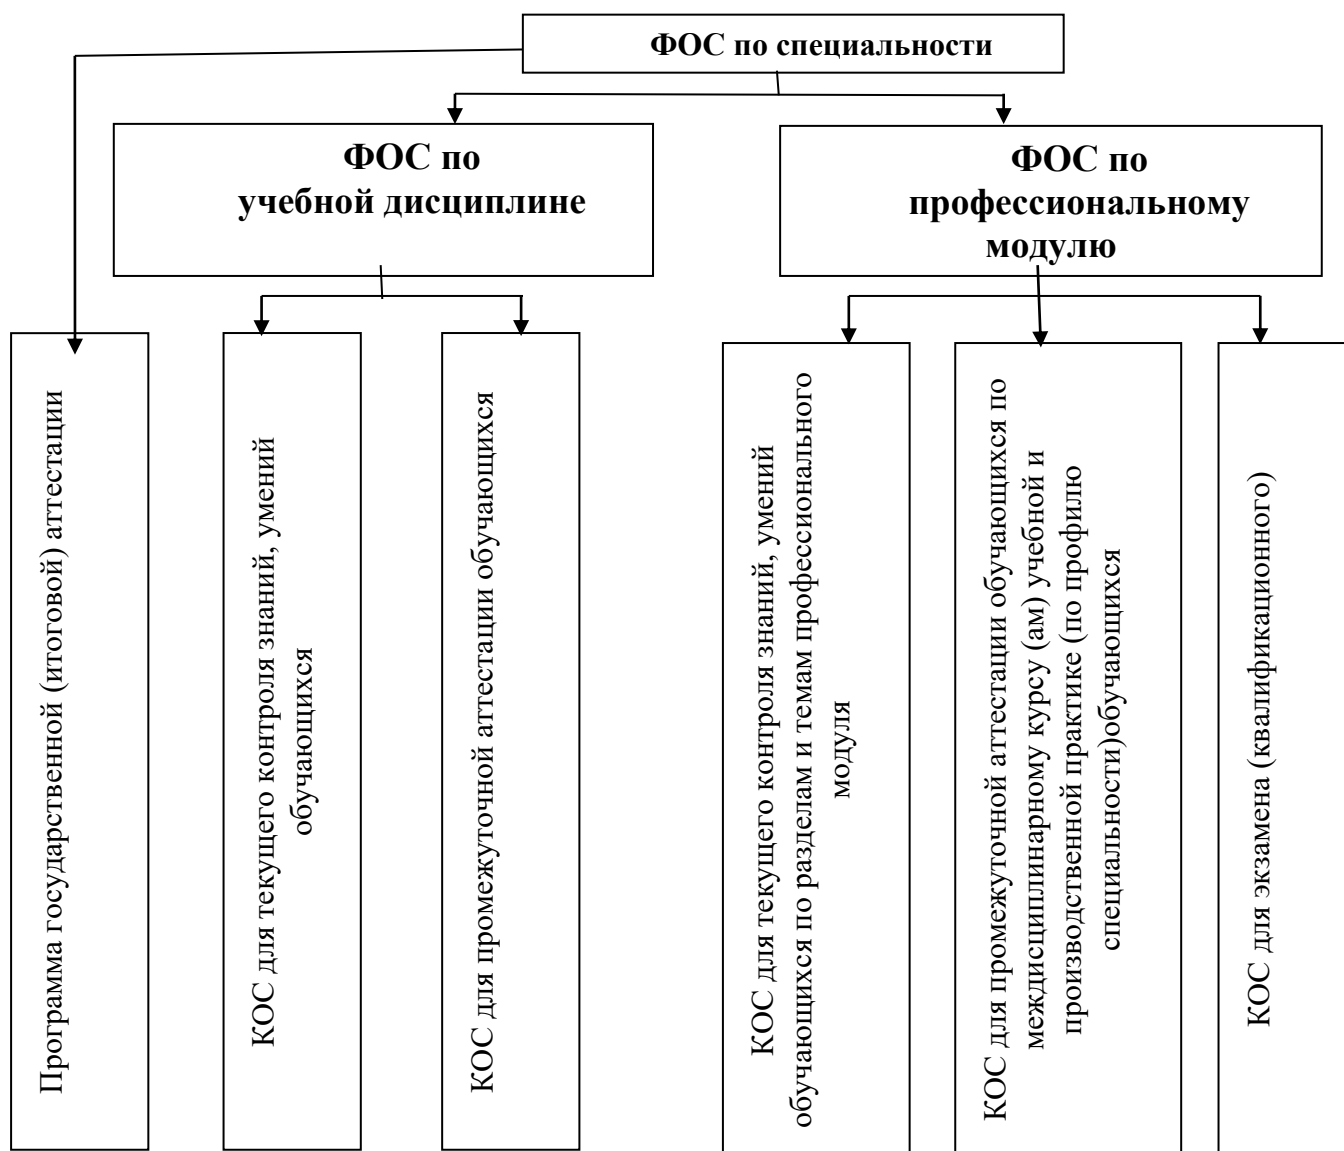 ФОС по специальности
ФОС по
учебной дисциплине
ФОС по
профессиональному
модулю
Программа государственной (итоговой) аттестации
КОС для текущего контроля знаний, умений
обучающихся
КОС для промежуточной аттестации обучающихся
КОС для текущего контроля знаний, умений
обучающихся по разделам и темам профессионального
модуля
КОС для промежуточной аттестации обучающихся по
междисциплинарному курсу (ам) учебной и
производственной практике (по профилю
специальности)обучающихся
КОС для экзамена (квалификационного)